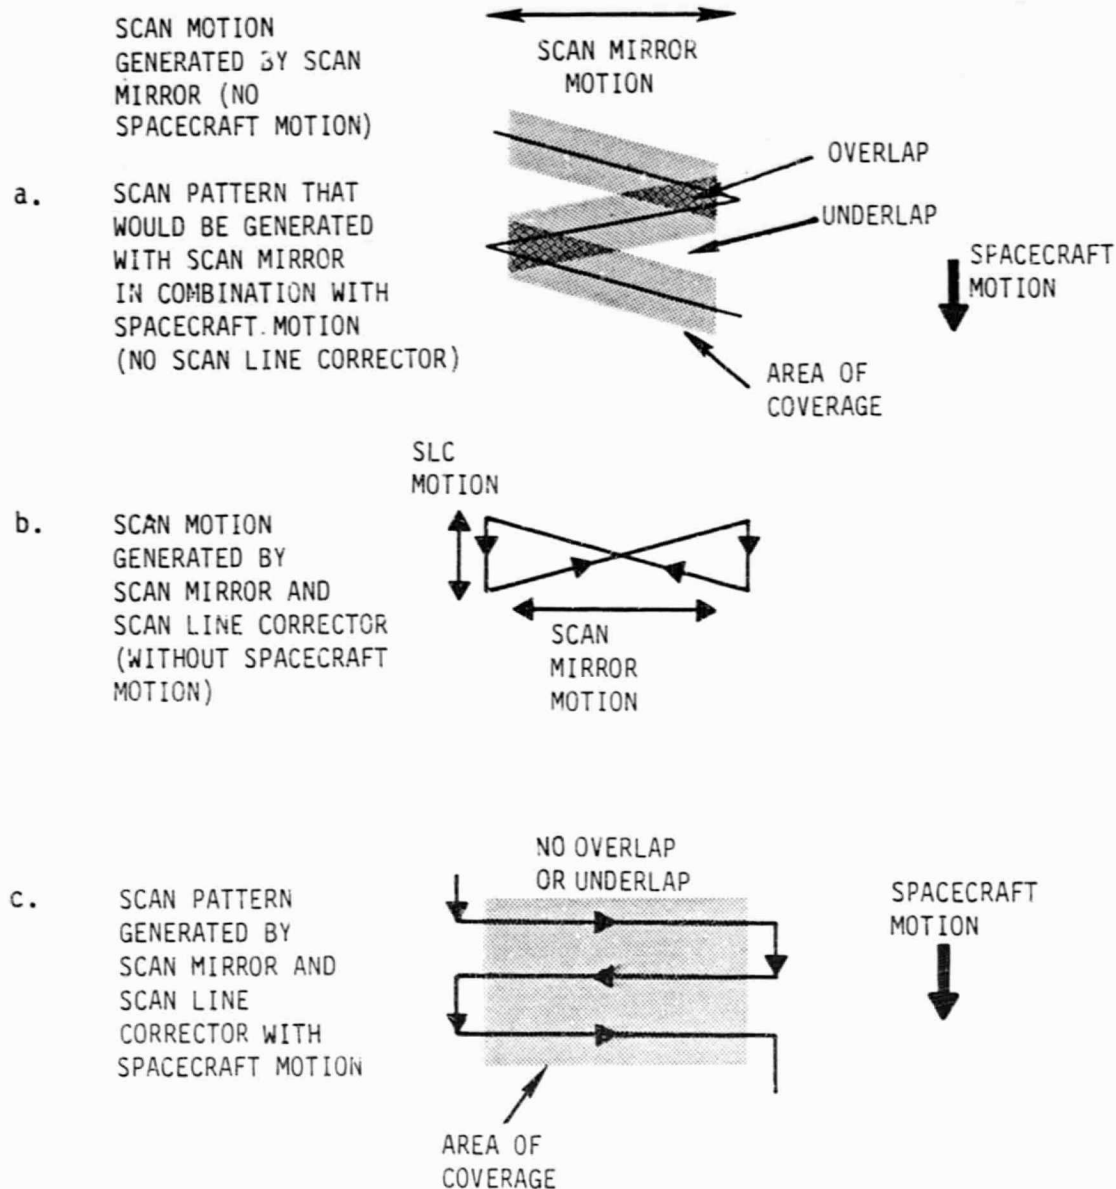 SCAN MOTION
GENERATED BY SCAN
MIRROR (NO
SPACECRAFT MOTION)
SCAN MIRROR
MOTION
a. SCAN PATTERN THAT
WOULD BE GENERATED
WITH SCAN MIRROR
IN COMBINATION WITH
SPACECRAFT MOTION
(NO SCAN LINE CORRECTOR)
OVERLAP
UNDERLAP
SPACECRAFT
MOTION
AREA OF
COVERAGE
b. SCAN MOTION
GENERATED BY
SCAN MIRROR AND
SCAN LINE CORRECTOR
(WITHOUT SPACECRAFT
MOTION)
SLC
MOTION
SCAN
MIRROR
MOTION
c. SCAN PATTERN
GENERATED BY
SCAN MIRROR AND
SCAN LINE
CORRECTOR WITH
SPACECRAFT MOTION
NO OVERLAP
OR UNDERLAP
SPACECRAFT
MOTION
AREA OF
COVERAGE